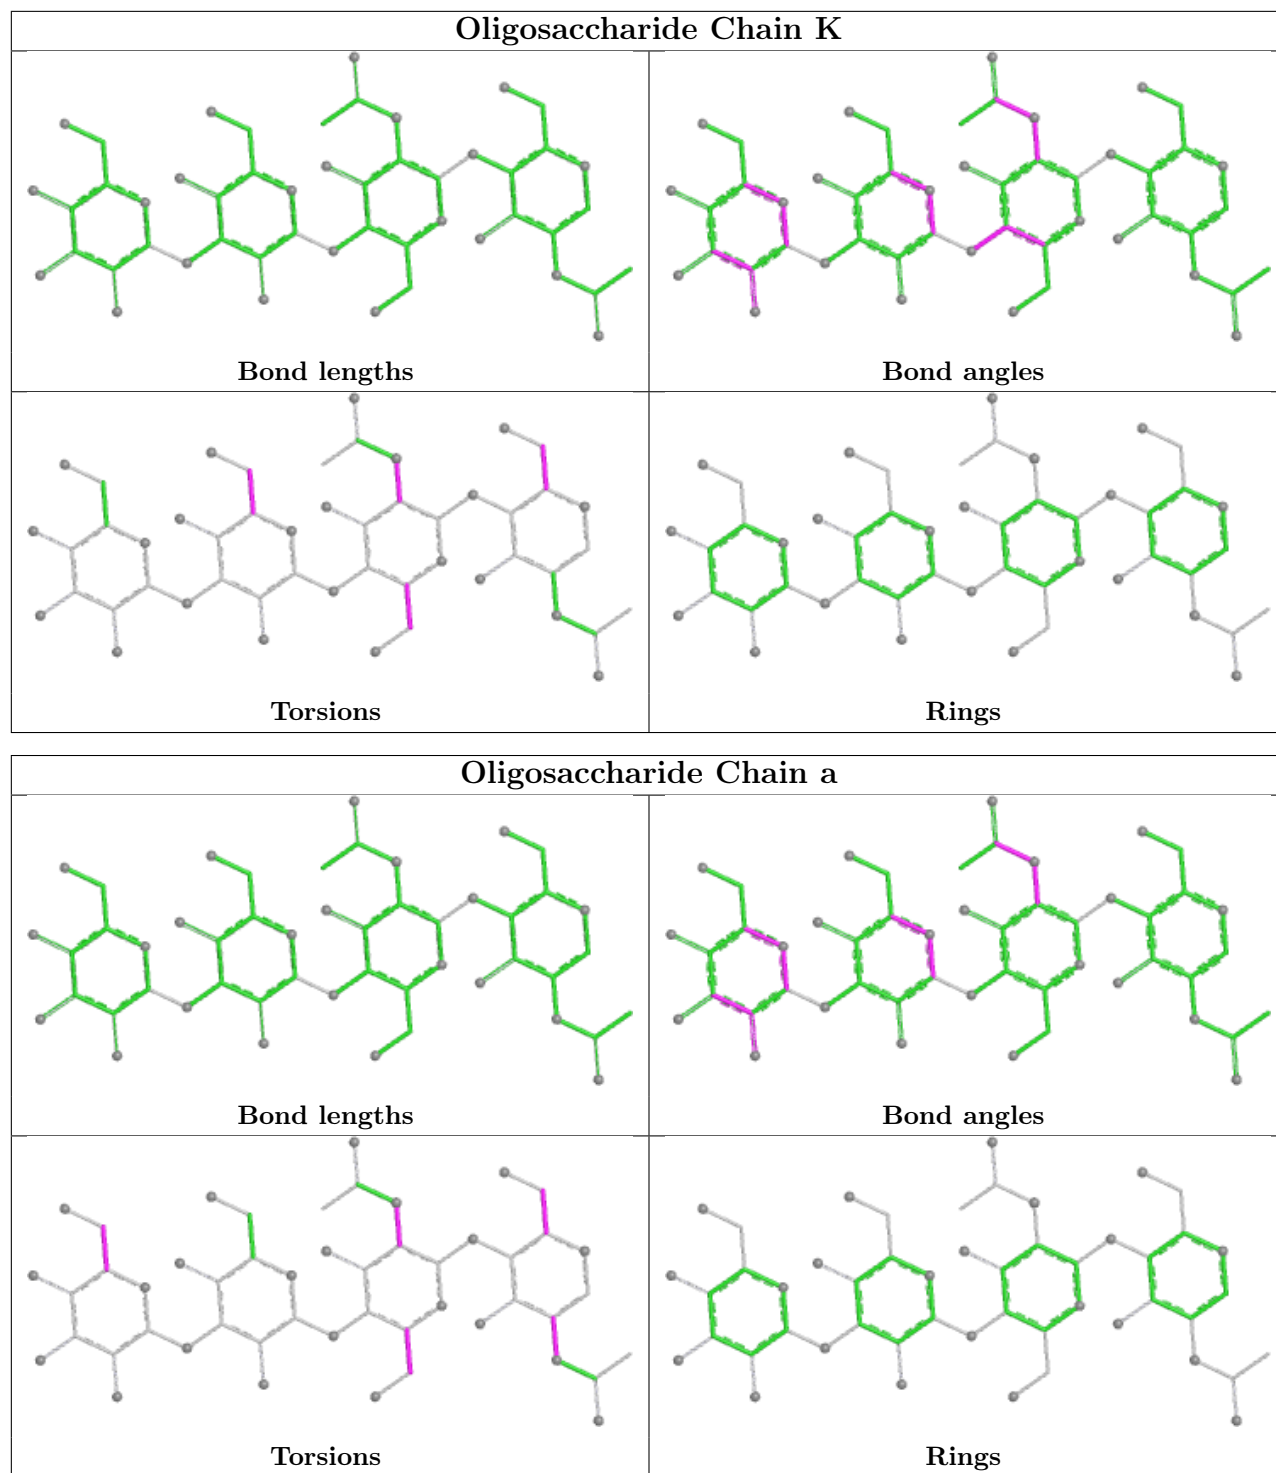 Oligosaccharide Chain K
Bond lengths
Bond angles
Torsions
Rings
Oligosaccharide Chain a
Bond lengths
Bond angles
Torsions
Rings